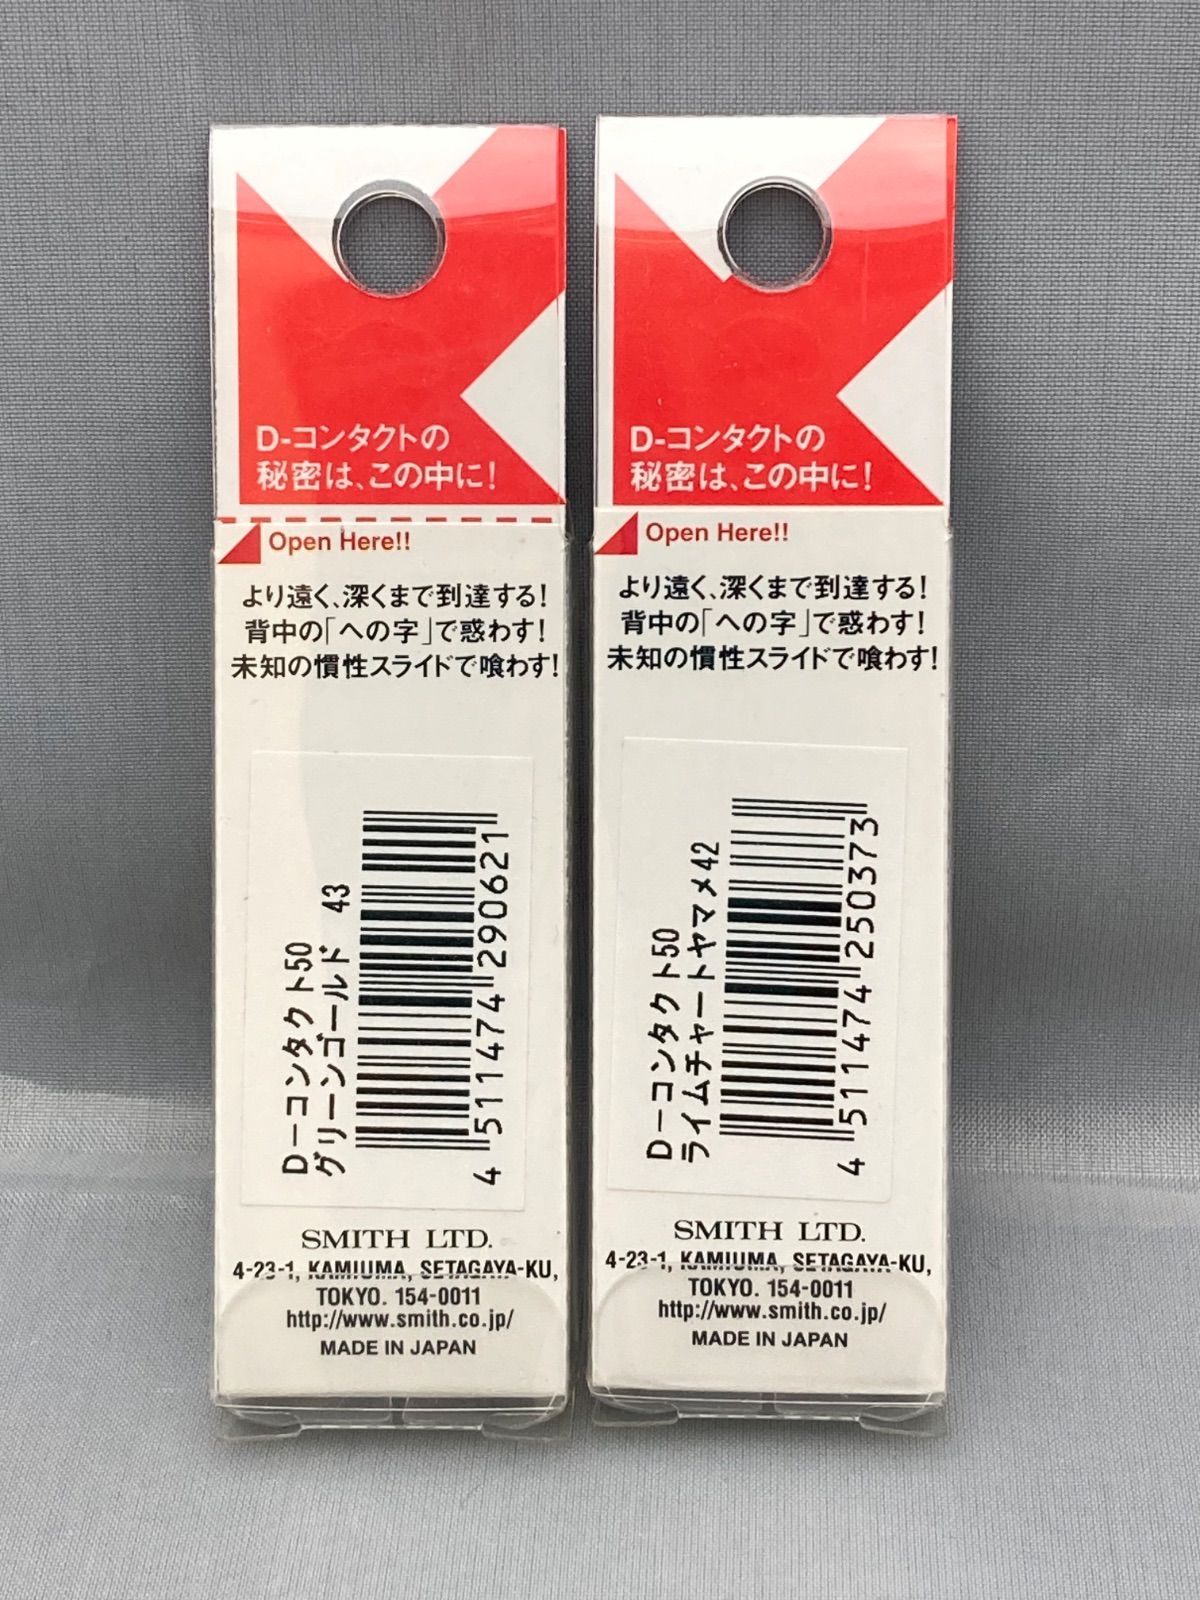 D-コンタクトの
秘密は、この中に！
Open Here!!
より遠く、深くまで到達する！
背中の「への字」で惑わす！
未知の慣性スライドで喰わす！
D－コンタクト50
グリーンゴールド 43
4 511474 290621
SMITH LTD.
4-23-1, KAMIUMA, SETAGAYA-KU,
TOKYO. 154-0011
http://www.smith.co.jp/
MADE IN JAPAN
D-コンタクトの
秘密は、この中に！
Open Here!!
より遠く、深くまで到達する！
背中の「への字」で惑わす！
未知の慣性スライドで喰わす！
D－コンタクト50
ライムチャートヤマメ42
4 511474 250373
SMITH LTD.
4-23-1, KAMIUMA, SETAGAYA-KU,
TOKYO. 154-0011
http://www.smith.co.jp/
MADE IN JAPAN